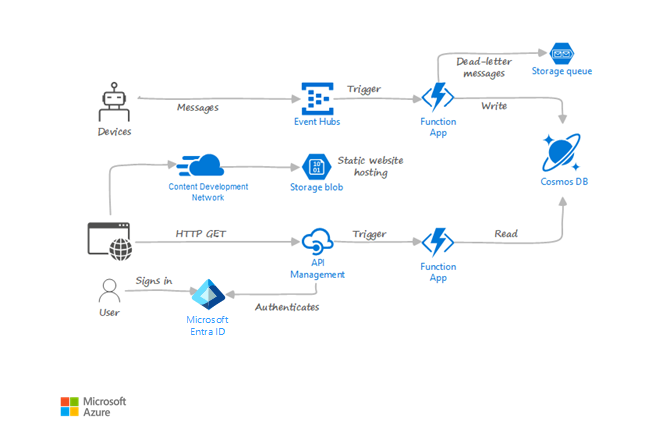 Dead-letter
messages
Storage queue
Devices
Messages
Event Hubs
Trigger
Function
App
Write
Cosmos DB
Content Development
Network
10
01
Storage blob
Static website
hosting
HTTP GET
API
Management
Trigger
Function
App
Read
User
Signs in
Microsoft
Entra ID
Authenticates
Microsoft
Azure